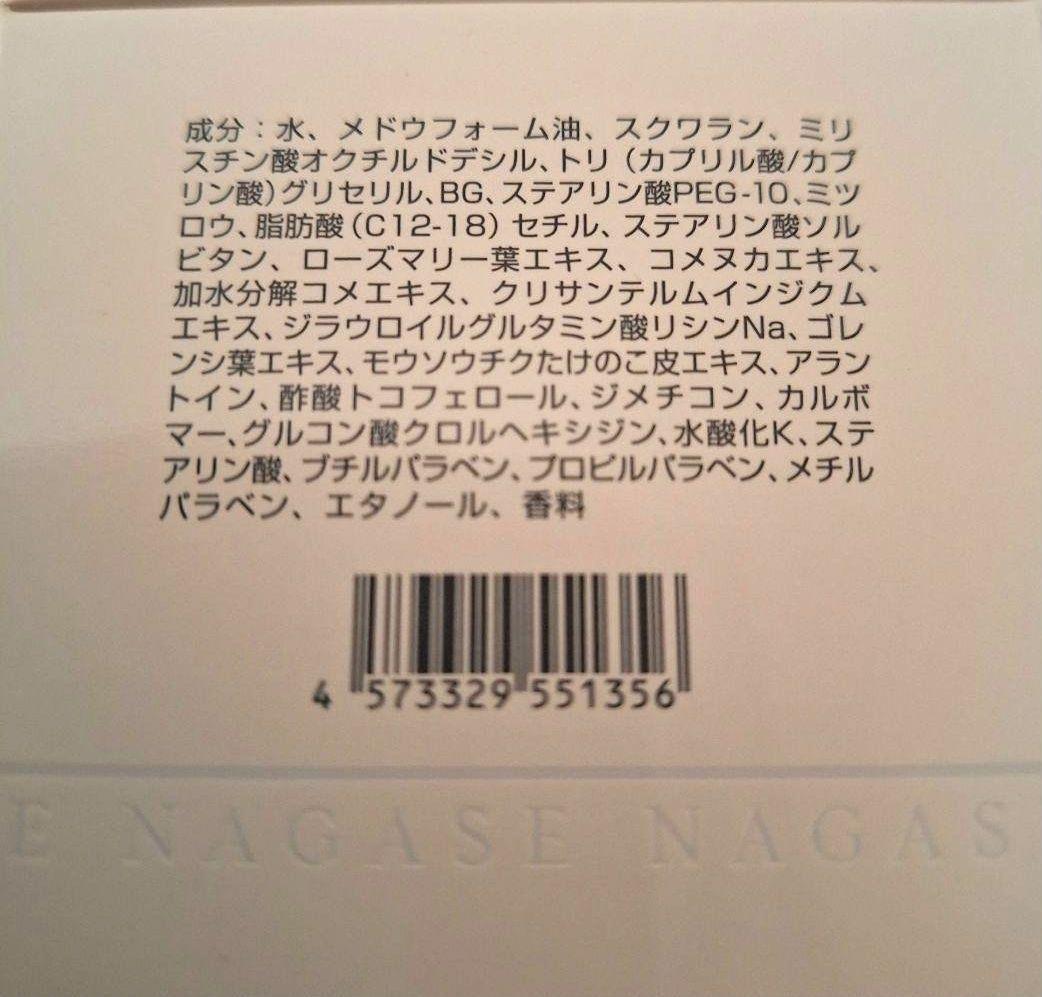 成分：水、メドウフォーム油、スクワラン、ミリ
スチン酸オクチルドデシル、トリ（カプリル酸/カプ
リン酸）グリセリル、BG、ステアリン酸PEG-10、ミツ
ロウ、脂肪酸（C12-18）セチル、ステアリン酸ソル
ビタン、ローズマリー葉エキス、コメヌカエキス、
加水分解コメエキス、クリサンテルムインジクム
エキス、ジラウロイルグルタミン酸リシンNa、ゴレ
ンシ葉エキス、モウソウチクたけのこ皮エキス、アラン
トイン、酢酸トコフェロール、ジメチコン、カルボ
マー、グルコン酸クロルヘキシジン、水酸化K、ステ
アリン酸、ブチルパラベン、プロピルパラベン、メチル
パラベン、エタノール、香料
4 573329 551356
E NAGASE NAGAS